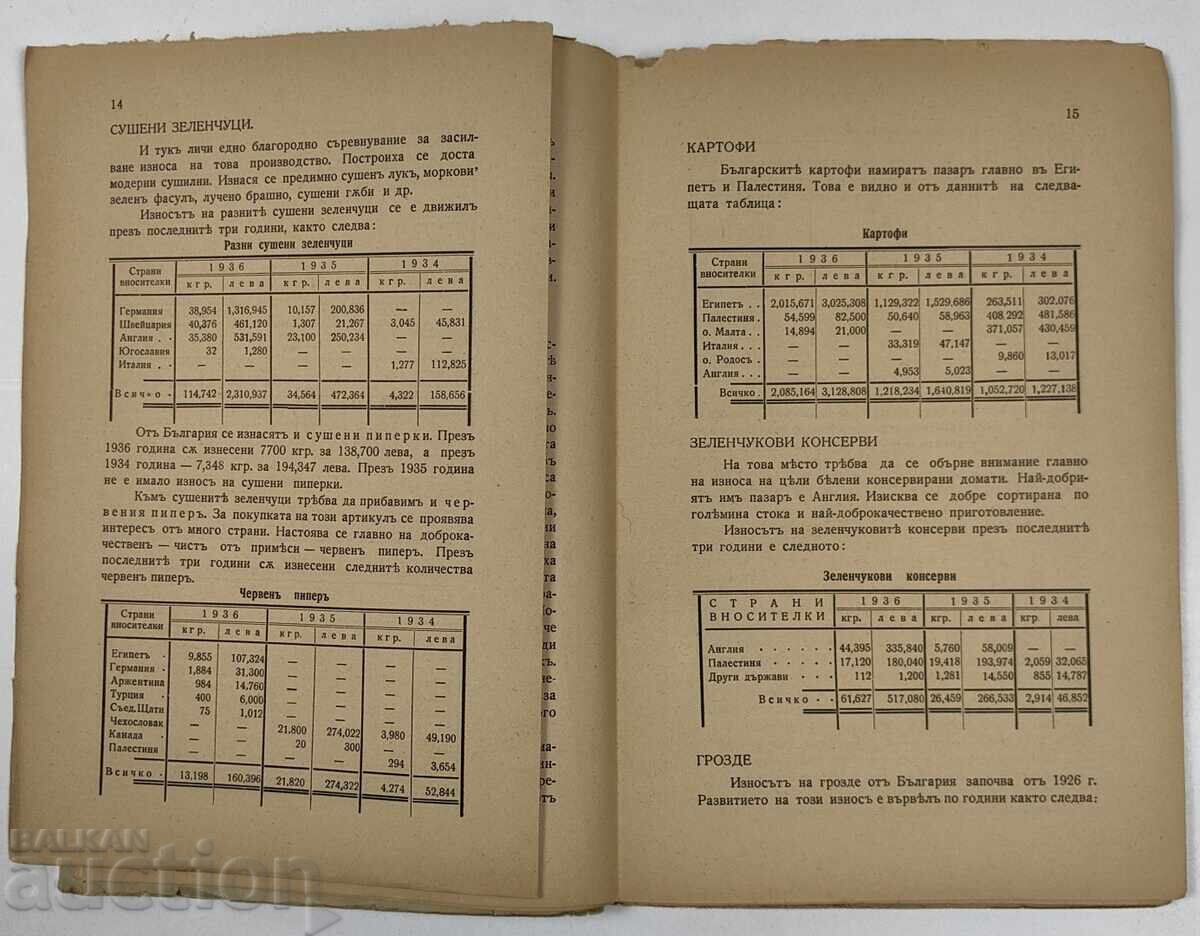 14
СУШЕНИ ЗЕЛЕНЧУЦИ.
И тукъ личи едно благородно съревнувание за засил-
ване износа на това производство. Построиха се доста
модерни сушилни. Изнася се предимно сушенъ лукъ, моркови'
зеленъ фасулъ, лучено брашно, сушени гѫби и др.
Износътъ на разнитѣ сушени зеленчуци се е движилъ
презъ последнитѣ три години, както следва:
Разни сушени зеленчуци
Страни вносителки 1936 1935 1934
кгр. лева кгр. лева кгр. лева
Германия 38,954 1,316,945 10,157 200,836 — —
Швейцария 40,376 461,120 1,307 21,267 3,045 45,831
Англия . . 35,380 531,591 23,100 250,234 — —
Югославия 32 1,280 — — — —
Италия . . — — — — 1,277 112,825
Всичко . 114,742 2,310,937 34,564 472,364 4,322 158,656
Отъ България се изнасятъ и сушени пиперки. Презъ
1936 година сѫ изнесени 7700 кгр. за 138,700 лева, а презъ
1934 година — 7,348 кгр. за 194,347 лева. Презъ 1935 година
не е имало износъ на сушени пиперки.
Къмъ сушенитѣ зеленчуци трѣбва да прибавимъ и чер-
вения пиперъ. За покупката на този артикулъ се проявява
интересъ отъ много страни. Настоява се главно на доброка-
чественъ — чистъ отъ примѣси — червенъ пиперъ. Презъ
последнитѣ три години сѫ изнесени следнитѣ количества
червенъ пиперъ.
Червенъ пиперъ
Страни вносителки 1936 1935 1934
кгр. лева кгр. лева кгр. лева
Египетъ . 9,855 107,324 — — — —
Германия . 1,884 31,300 — — — —
Аржентина 984 14,760 — — — —
Турция . 400 6,000 — — — —
Съед.Щати 75 1,012 — — — —
Чехословак — — 21,800 274,022 3,980 49,190
Канада . — — 20 300 — —
Палестиня — — — — 294 3,654
Всичко . 13,198 160,396 21,820 274,322 4.274 52,844
15
КАРТОФИ
Българскитѣ картофи намиратъ пазаръ главно въ Еги-
петъ и Палестиня. Това е видно и отъ даннитѣ на следва-
щата таблица:
Картофи
Страни вносителки 1936 1935 1934
кгр. лева кгр. лева кгр. лева
Египетъ . . 2,015,671 3,025,308 1,129,322 1,529,686 263,511 302,076
Палестиня . 54,599 82,500 50,640 58,963 408,292 481,586
о. Малта . . 14,894 21,000 — — 371,057 430,459
Италия . . . — — 33,319 47,147 — —
о. Родосъ . — — — — 9,860 13,017
Англия . . . — — 4,953 5,023 — —
Всичко . 2,085,164 3,128,808 1,218,234 1,640,819 1,052,720 1,227,138
ЗЕЛЕНЧУКОВИ КОНСЕРВИ
На това място трѣбва да се обърне внимание главно
на износа на цѣли бѣлени консервирани домати. Най-добри-
ятъ имъ пазаръ е Англия. Изисква се добре сортирана по
големина стока и най-доброкачествено приготовление.
Износътъ на зеленчуковитѣ консерви презъ последнитѣ
три години е следното:
Зеленчукови консерви
СТРАНИ ВНОСИТЕЛКИ 1936 1935 1934
кгр. лева кгр. лева кгр. лева
Англия . . . . . . 44,395 335,840 5,760 58,009 — —
Палестиня . . . . 17,120 180,040 19,418 193,974 2,059 32,065
Други държави . . . 112 1,200 1,281 14,550 855 14,787
Всичко . . 61,627 517,080 26,459 266,533 2,914 46,852
ГРОЗДЕ
Износътъ на грозде отъ България започва отъ 1926 г.
Развитието на този износъ е вървѣлъ по години както следва:
BALKAN
auction